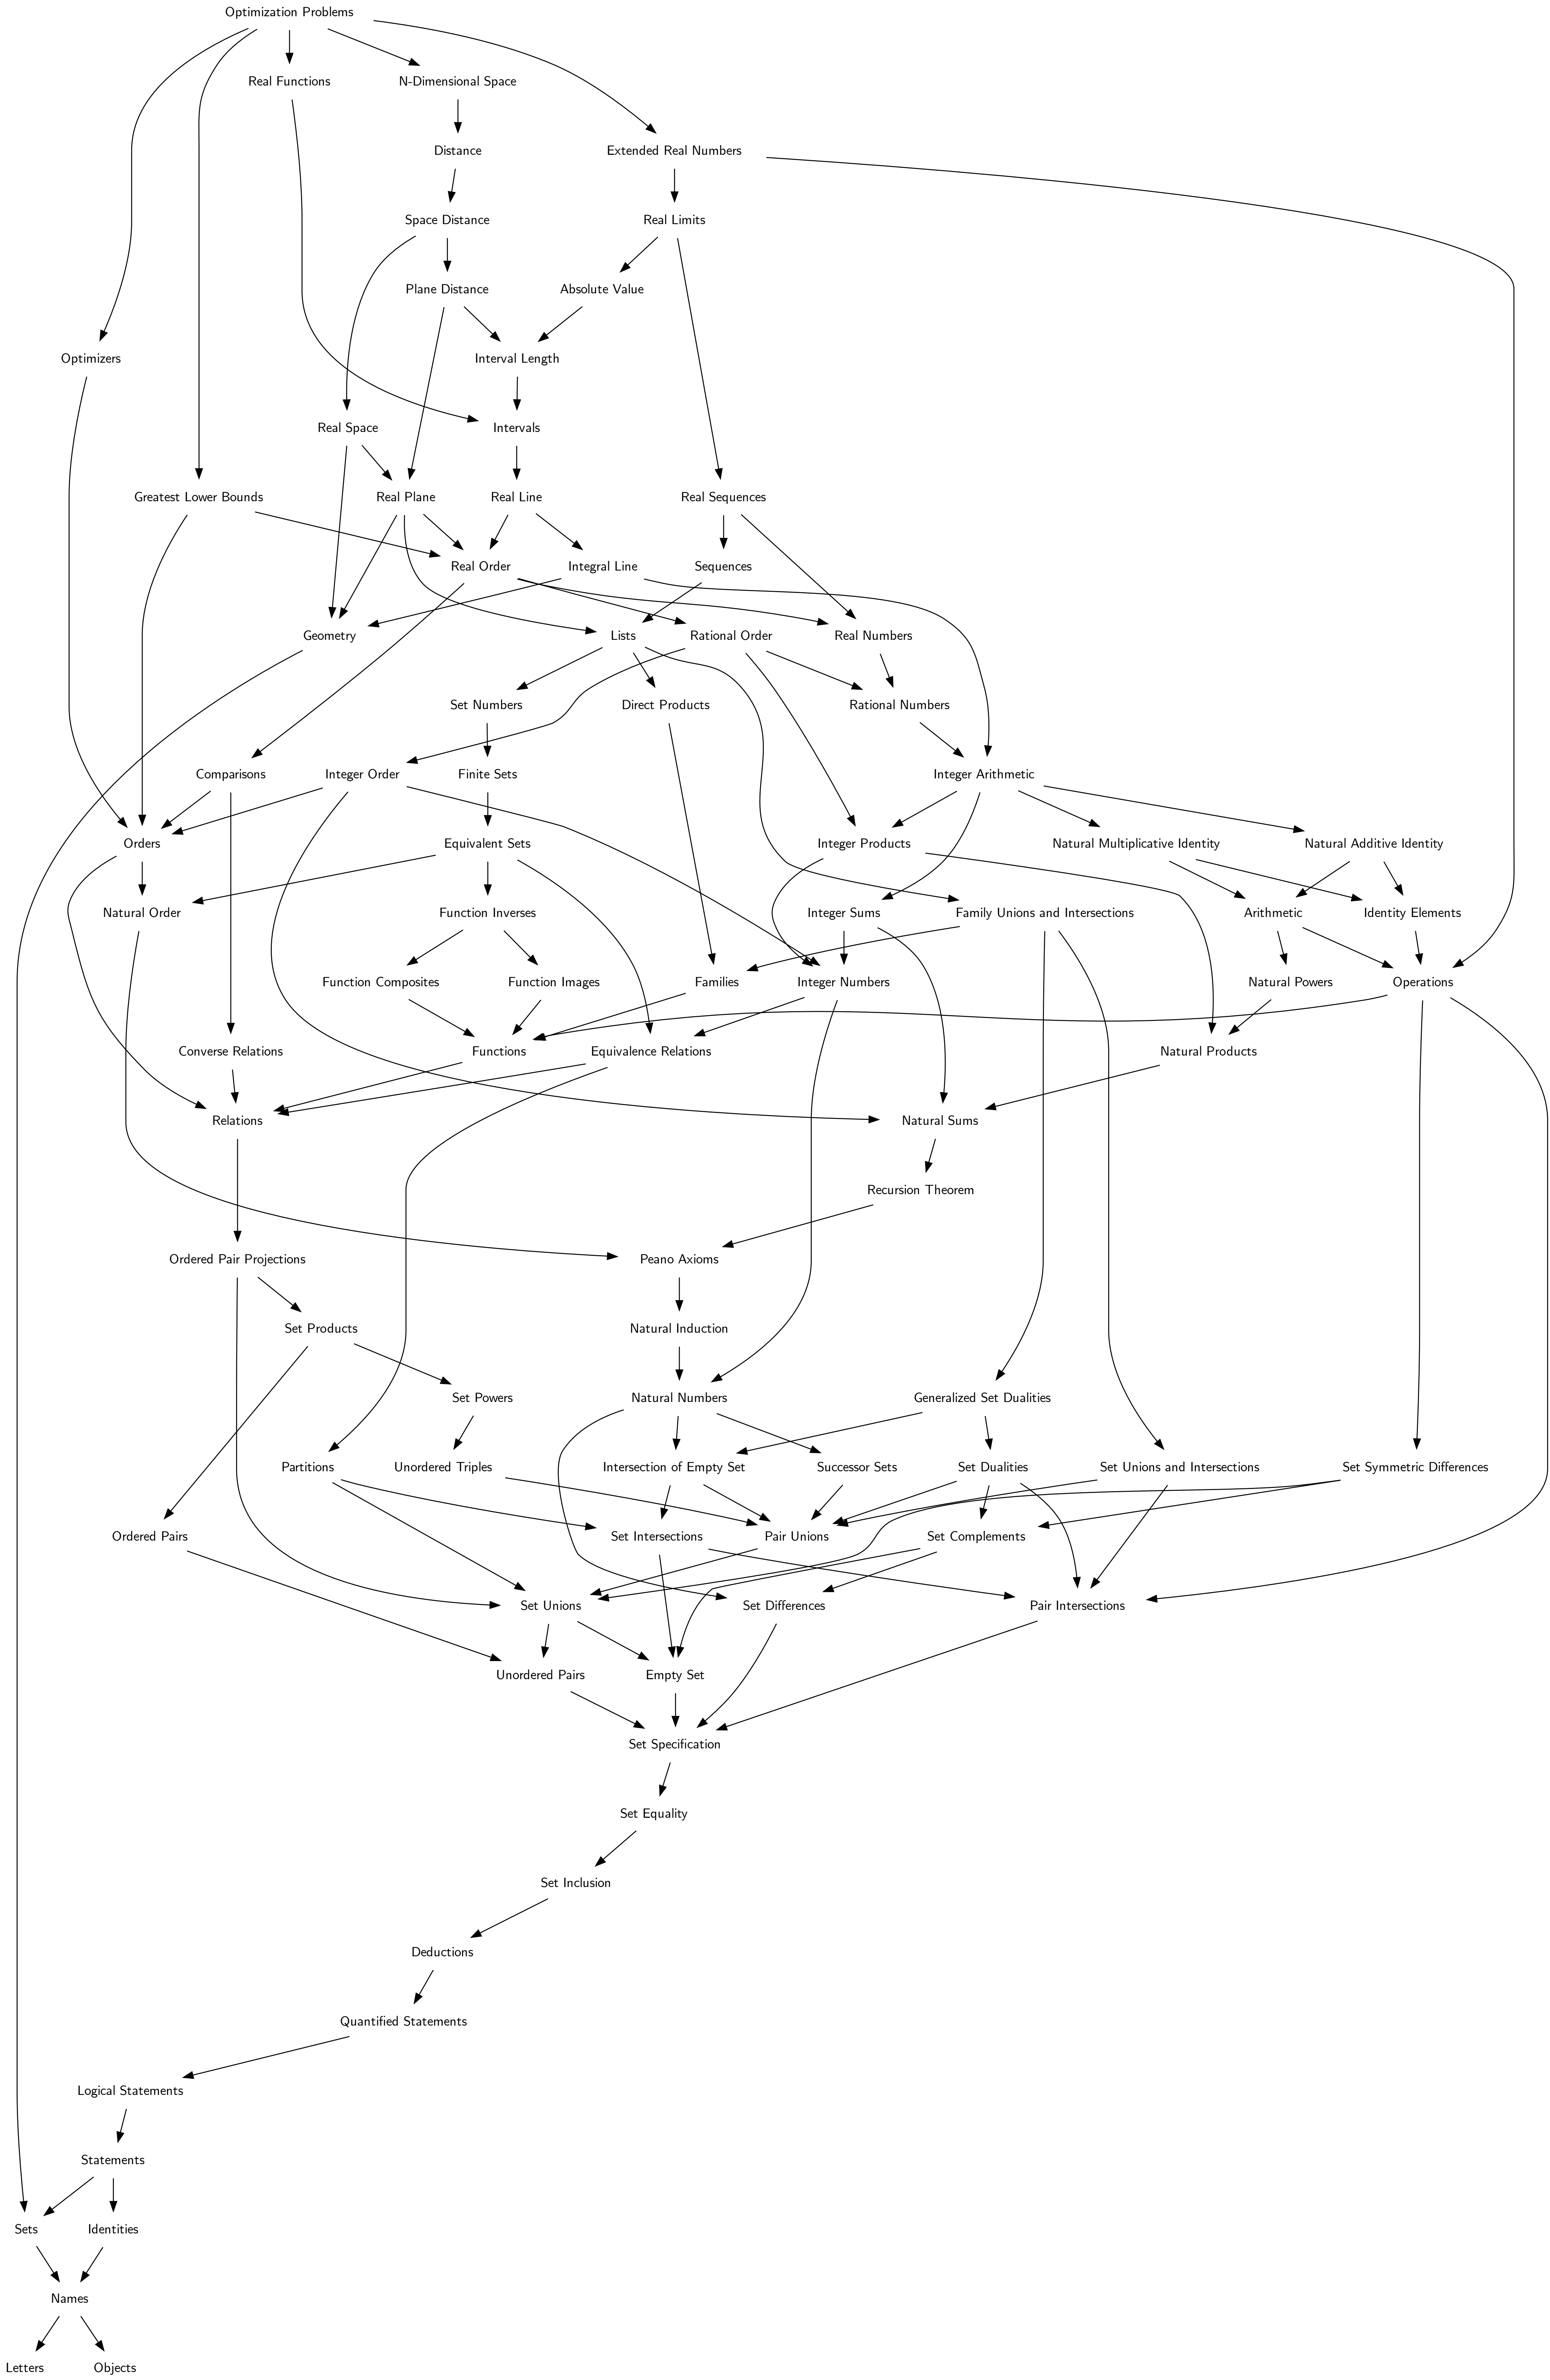 Optimization Problems
Real Functions
N-Dimensional Space
Distance
Extended Real Numbers
Space Distance
Real Limits
Plane Distance
Absolute Value
Optimizers
Interval Length
Real Space
Intervals
Greatest Lower Bounds
Real Plane
Real Line
Real Sequences
Real Order
Integral Line
Sequences
Geometry
Lists
Rational Order
Real Numbers
Set Numbers
Direct Products
Rational Numbers
Comparisons
Integer Order
Finite Sets
Integer Arithmetic
Orders
Equivalent Sets
Integer Products
Natural Multiplicative Identity
Natural Additive Identity
Natural Order
Function Inverses
Integer Sums
Family Unions and Intersections
Arithmetic
Identity Elements
Function Composites
Function Images
Families
Integer Numbers
Natural Powers
Operations
Converse Relations
Functions
Equivalence Relations
Natural Products
Relations
Natural Sums
Recursion Theorem
Ordered Pair Projections
Peano Axioms
Set Products
Natural Induction
Set Powers
Natural Numbers
Generalized Set Dualities
Partitions
Unordered Triples
Intersection of Empty Set
Successor Sets
Set Dualities
Set Unions and Intersections
Set Symmetric Differences
Ordered Pairs
Set Intersections
Pair Unions
Set Complements
Set Unions
Set Differences
Pair Intersections
Unordered Pairs
Empty Set
Set Specification
Set Equality
Set Inclusion
Deductions
Quantified Statements
Logical Statements
Statements
Sets
Identities
Names
Letters
Objects